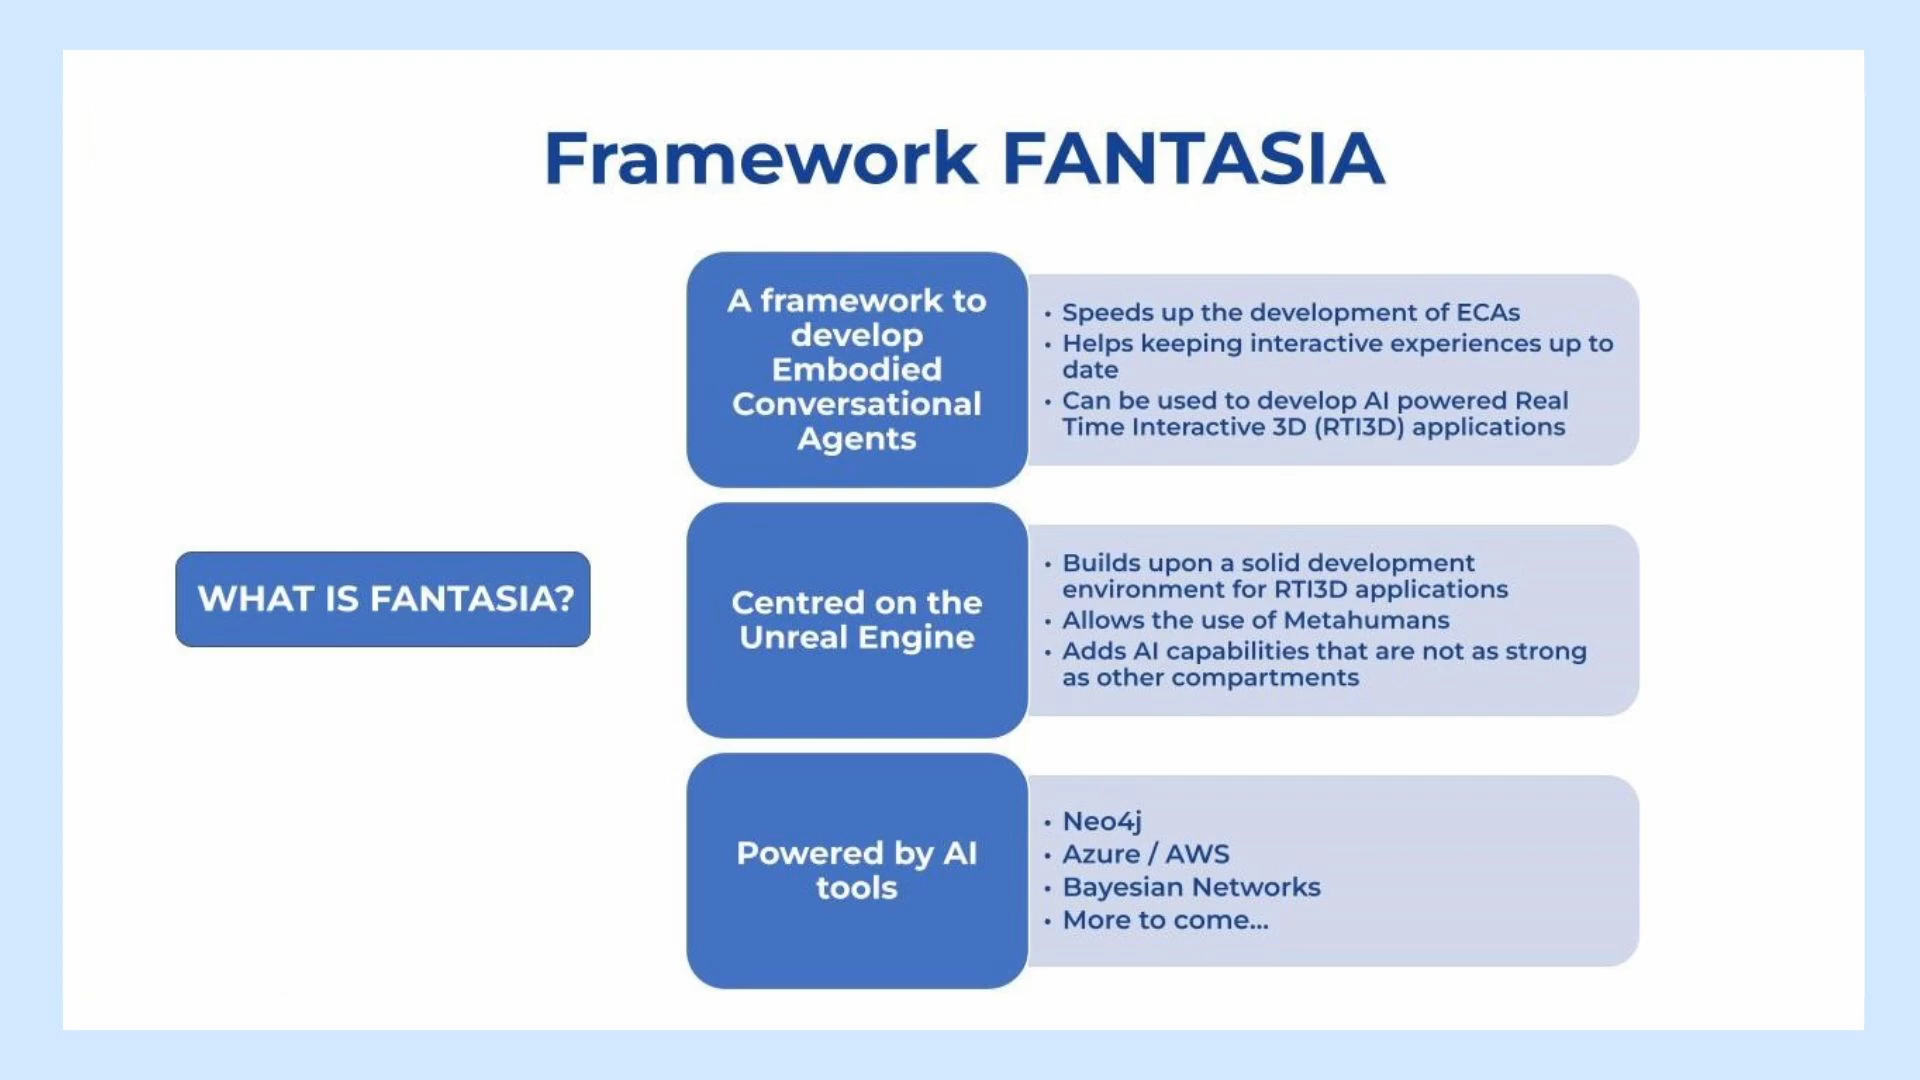 Framework FANTASIA
WHAT IS FANTASIA?
A framework to
develop
Embodied
Conversational
Agents
• Speeds up the development of ECAs
• Helps keeping interactive experiences up to
date
• Can be used to develop AI powered Real
Time Interactive 3D (RTI3D) applications
Centred on the
Unreal Engine
• Builds upon a solid development
environment for RTI3D applications
• Allows the use of Metahumans
• Adds AI capabilities that are not as strong
as other compartments
Powered by AI
tools
• Neo4j
• Azure / AWS
• Bayesian Networks
• More to come...